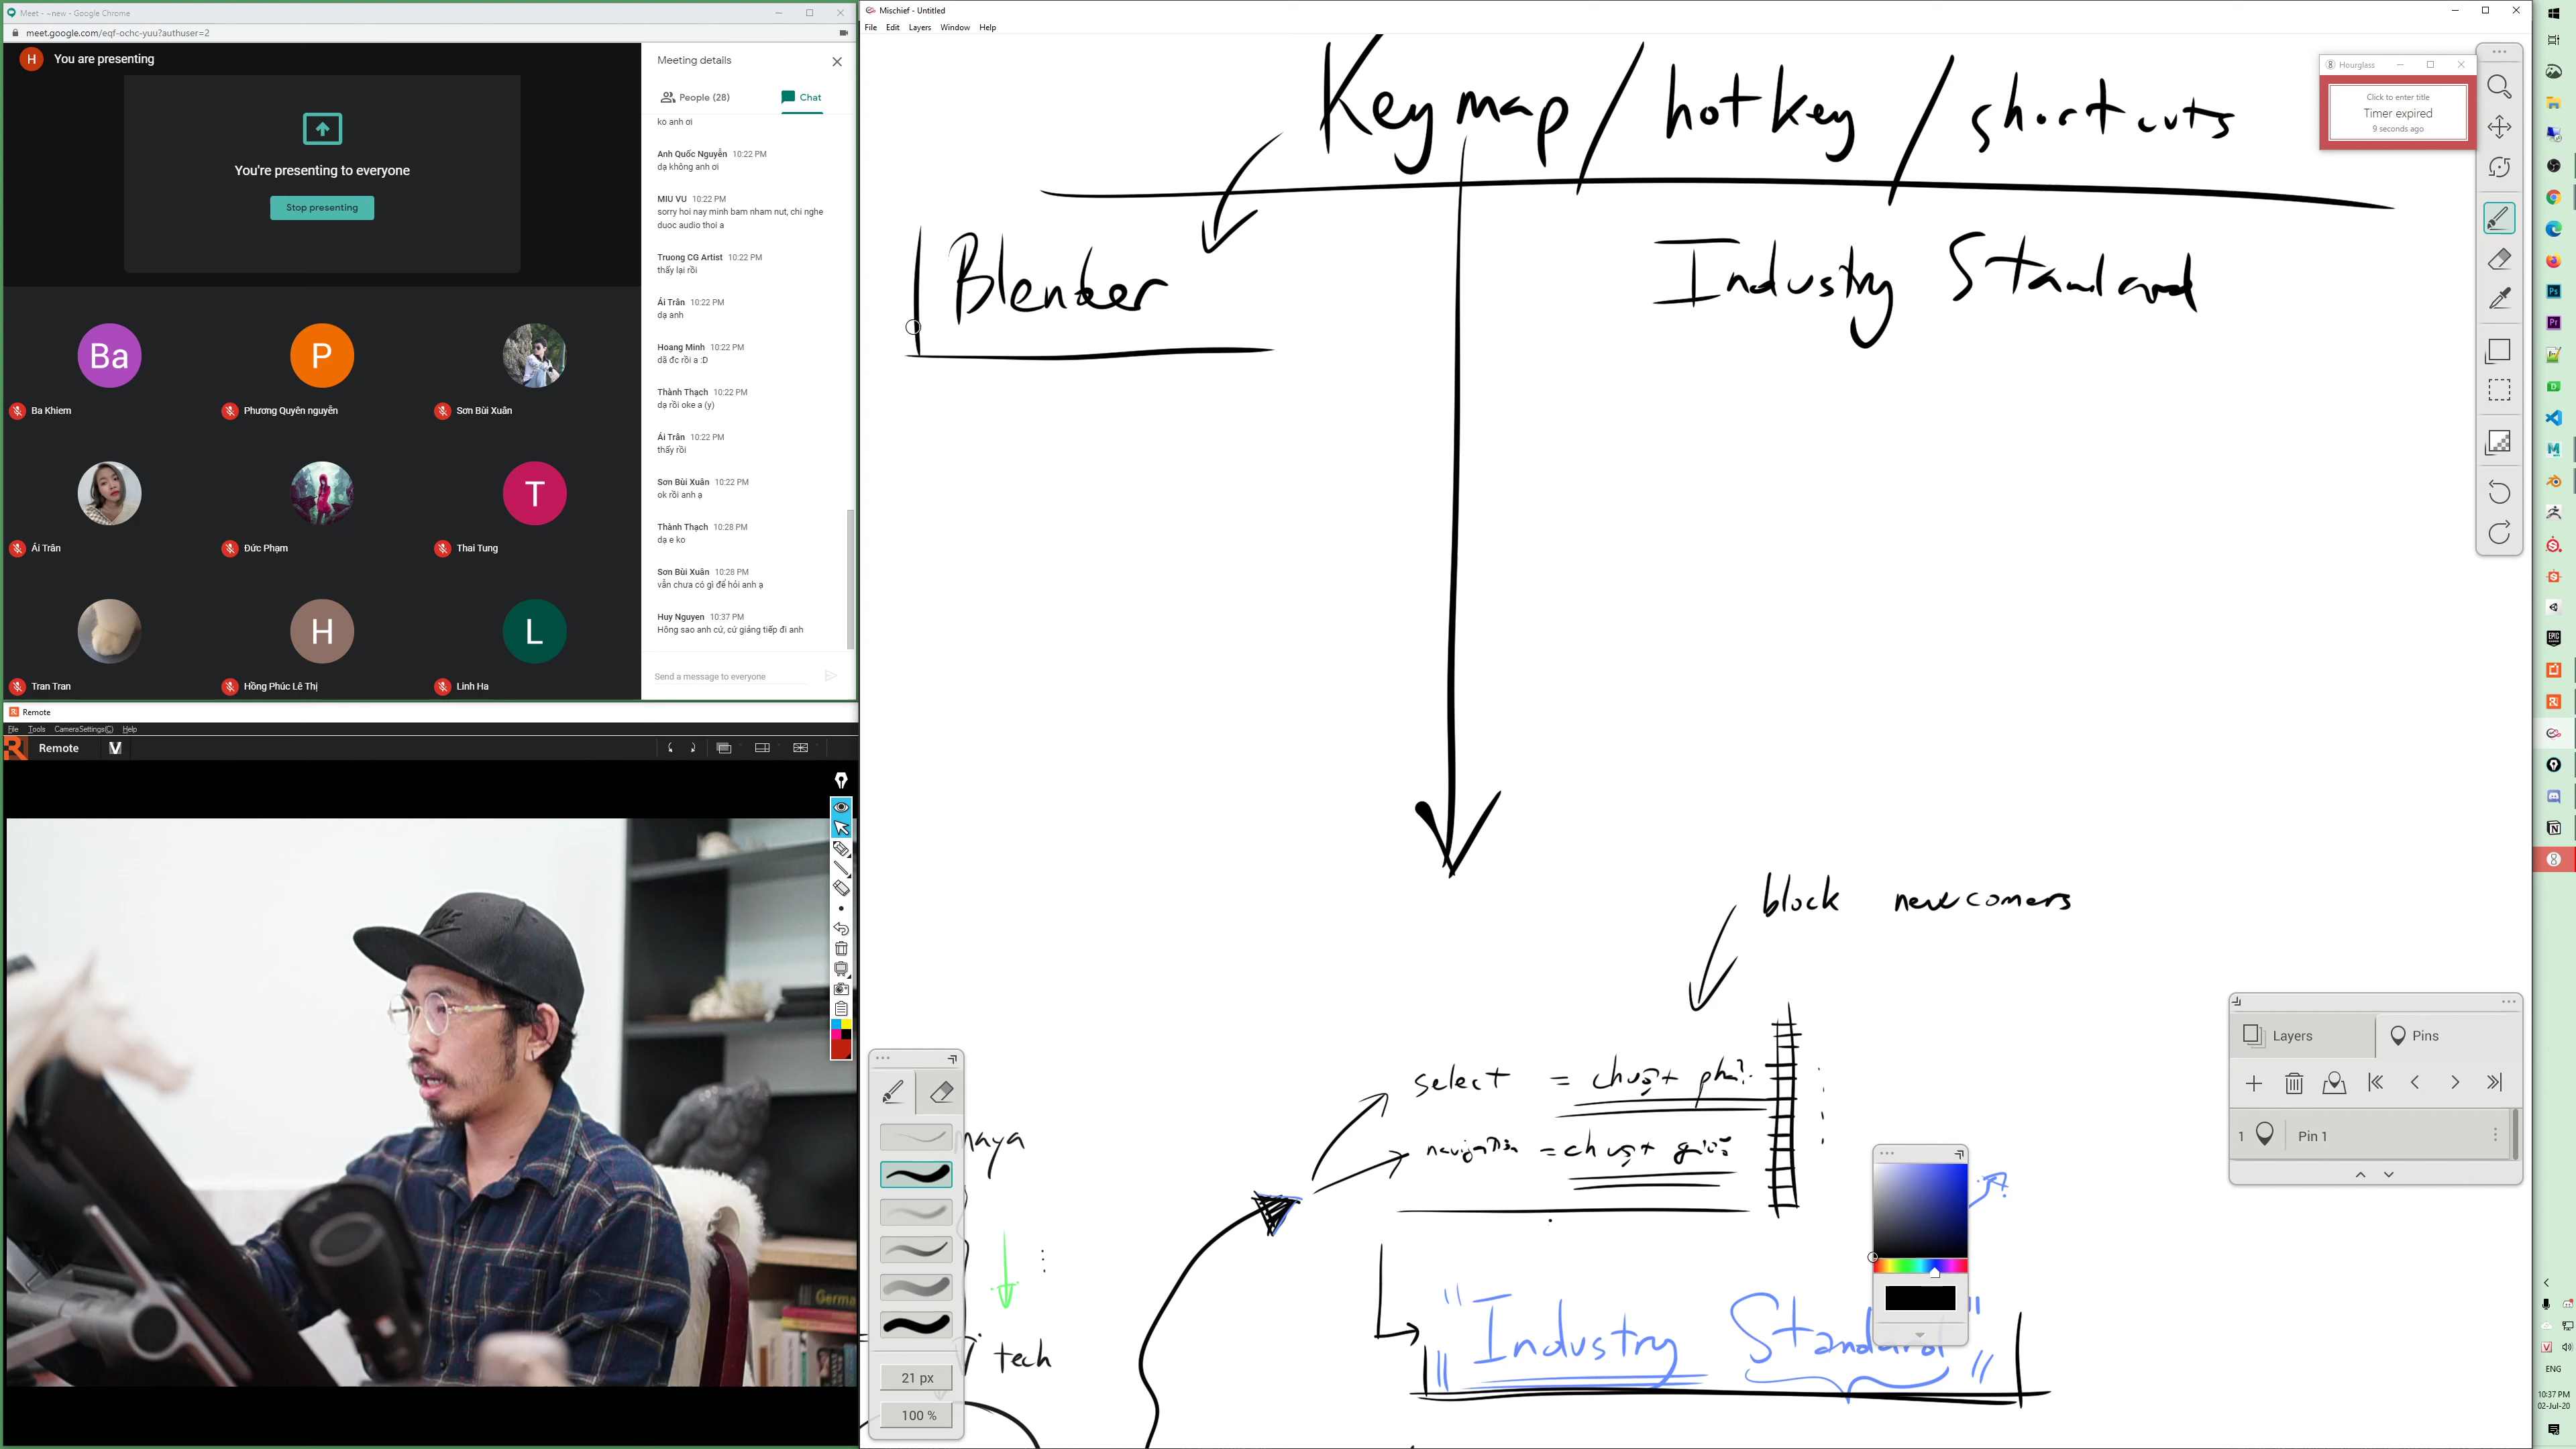 Meet - ~new - Google Chrome
meet.google.com/eqf-ochc-yuu?authuser=2
H You are presenting
You're presenting to everyone
Stop presenting
Ba
P
Ba Khiem
Phương Quyên nguyễn
Sơn Bùi Xuân
T
Ái Trân
Đức Phạm
Thai Tung
H
L
Tran Tran
Hồng Phúc Lê Thị
Linh Ha
Meeting details
People (28)
Chat
ko anh ơi
Anh Quốc Nguyễn 10:22 PM
dạ không anh ơi
MIU VU 10:22 PM
sorry hoi nay minh bam nham nut, chi nghe
duoc audio thoi a
Truong CG Artist 10:22 PM
thấy lại rồi
Ái Trân 10:22 PM
dạ anh
Hoang Minh 10:22 PM
dã đc rồi a :D
Thành Thạch 10:22 PM
dạ rồi oke a (y)
Ái Trân 10:22 PM
thấy rồi
Sơn Bùi Xuân 10:22 PM
ok rồi anh ạ
Thành Thạch 10:28 PM
dạ e ko
Sơn Bùi Xuân 10:28 PM
vẫn chưa có gì để hỏi anh ạ
Huy Nguyen 10:37 PM
Hông sao anh cứ, cứ giảng tiếp đi anh
Send a message to everyone
Remote
File Tools CameraSettings(C) Help
Remote V
Germa
Mischief - Untitled
File Edit Layers Window Help
Keymap / hotkey / shortcuts
Blender
Industry Standard
Hourglass
Click to enter title
Timer expired
9 seconds ago
block newcomers
select = chuột phải
navigation = chuột giữa
maya
tech
"Industry Standard"
21 px
100 %
Layers
Pins
1 Pin 1
Ps
Pr
D
M
EPIC
ENG
10:37 PM
02-Jul-20